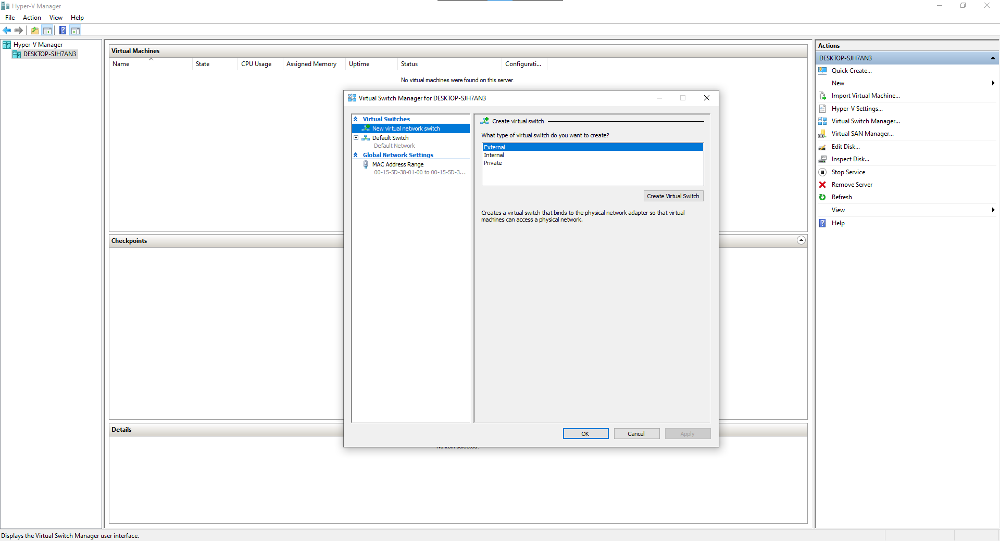 Hyper-V Manager
File Action View Help
Hyper-V Manager
DESKTOP-SJH7AN3
Virtual Machines
Name State CPU Usage Assigned Memory Uptime Status Configurati...
No virtual machines were found on this server.
Checkpoints
Details
No item selected.
Virtual Switch Manager for DESKTOP-SJH7AN3
Virtual Switches
New virtual network switch
Default Switch
Default Network
Global Network Settings
MAC Address Range
00-15-5D-38-01-00 to 00-15-5D-3...
Create virtual switch
What type of virtual switch do you want to create?
External
Internal
Private
Create Virtual Switch
Creates a virtual switch that binds to the physical network adapter so that virtual
machines can access a physical network.
OK Cancel Apply
Actions
DESKTOP-SJH7AN3
Quick Create...
New
Import Virtual Machine...
Hyper-V Settings...
Virtual Switch Manager...
Virtual SAN Manager...
Edit Disk...
Inspect Disk...
Stop Service
Remove Server
Refresh
View
Help
Displays the Virtual Switch Manager user interface.